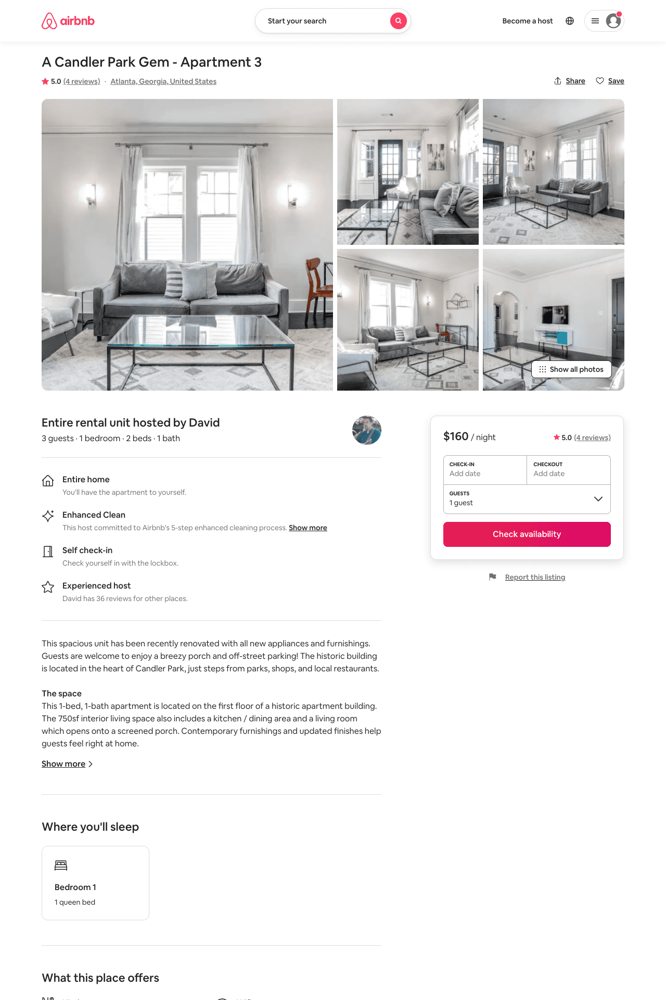 airbnb
Start your search
Become a host
A Candler Park Gem - Apartment 3
5.0 (4 reviews) · Atlanta, Georgia, United States
Share
Save
Show all photos
Entire rental unit hosted by David
3 guests · 1 bedroom · 2 beds · 1 bath
Entire home
You'll have the apartment to yourself.
Enhanced Clean
This host committed to Airbnb's 5-step enhanced cleaning process. Show more
Self check-in
Check yourself in with the lockbox.
Experienced host
David has 36 reviews for other places.
$160 / night
5.0 (4 reviews)
CHECK-IN
Add date
CHECKOUT
Add date
GUESTS
1 guest
Check availability
Report this listing
This spacious unit has been recently renovated with all new appliances and furnishings.
Guests are welcome to enjoy a breezy porch and off-street parking! The historic building
is located in the heart of Candler Park, just steps from parks, shops, and local restaurants.
The space
This 1-bed, 1-bath apartment is located on the first floor of a historic apartment building.
The 750sf interior living space also includes a kitchen / dining area and a living room
which opens onto a screened porch. Contemporary furnishings and updated finishes help
guests feel right at home.
Show more
Where you'll sleep
Bedroom 1
1 queen bed
What this place offers